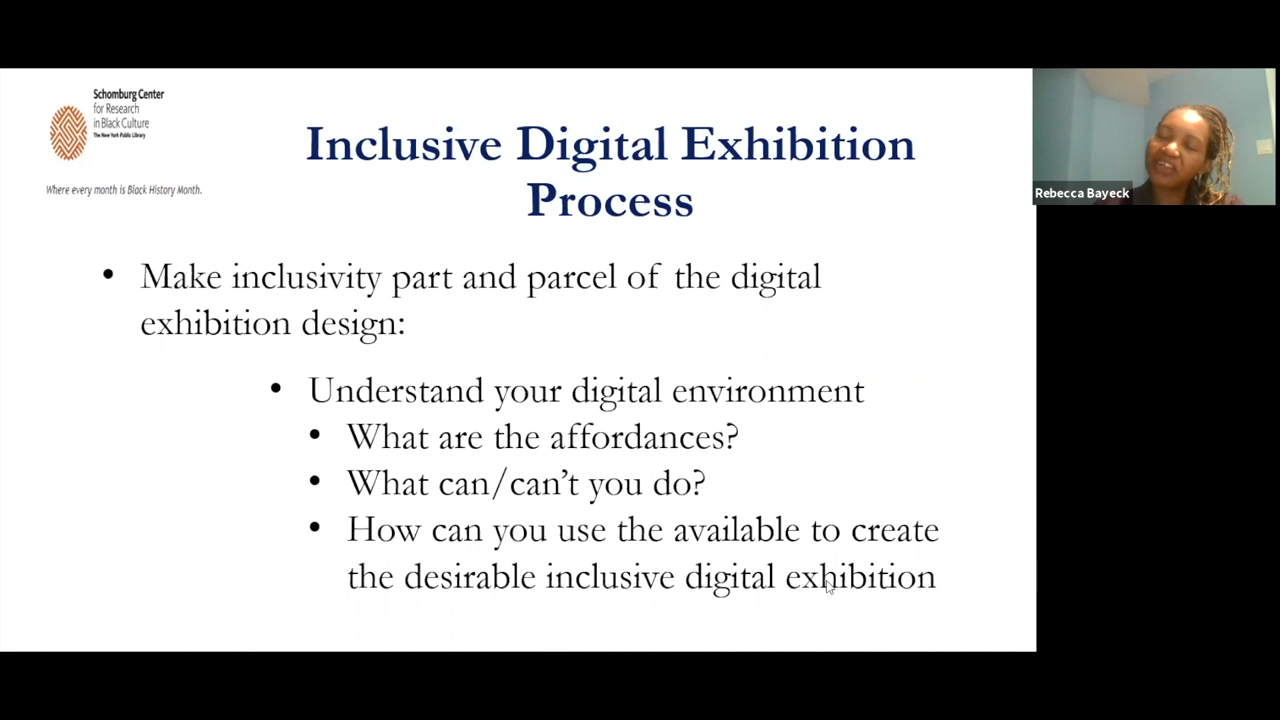 Schomburg Center
for Research
in Black Culture
The New York Public Library
Where every month is Black History Month.
Inclusive Digital Exhibition
Process
• Make inclusivity part and parcel of the digital
exhibition design:
• Understand your digital environment
• What are the affordances?
• What can/can’t you do?
• How can you use the available to create
the desirable inclusive digital exhibition
Rebecca Bayeck